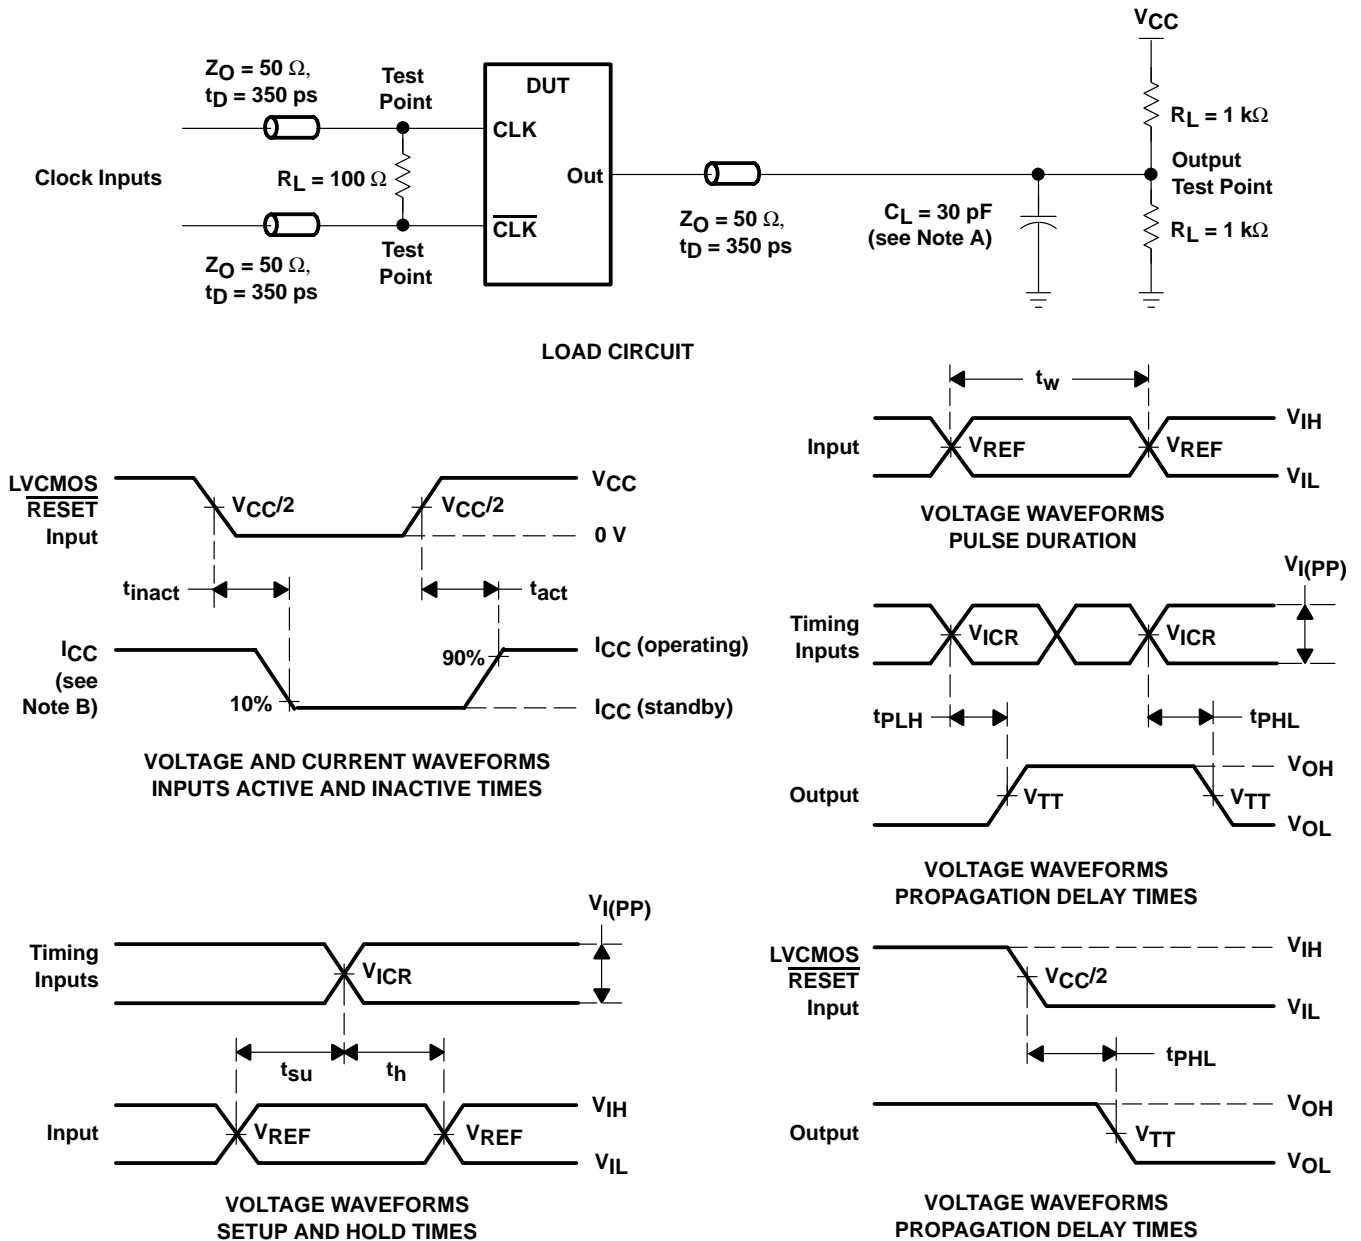 VCC
ZO = 50 Ω,
tD = 350 ps
Test
Point
DUT
CLK
RL = 1 kΩ
Clock Inputs
RL = 100 Ω
Out
Output
Test Point
CLK
ZO = 50 Ω,
tD = 350 ps
CL = 30 pF
(see Note A)
RL = 1 kΩ
Test
Point
ZO = 50 Ω,
tD = 350 ps
LOAD CIRCUIT
tw
Input
VREF
VREF
VIH
VIL
VOLTAGE WAVEFORMS
PULSE DURATION
LVCMOS
RESET
Input
VCC/2
VCC/2
VCC
0 V
tinact
tact
ICC
(see
Note B)
10%
90%
ICC (operating)
ICC (standby)
VOLTAGE AND CURRENT WAVEFORMS
INPUTS ACTIVE AND INACTIVE TIMES
VI(PP)
Timing
Inputs
VICR
VICR
tPLH
tPHL
Output
VTT
VTT
VOH
VOL
VOLTAGE WAVEFORMS
PROPAGATION DELAY TIMES
VI(PP)
Timing
Inputs
VICR
tsu
th
Input
VREF
VREF
VIH
VIL
VOLTAGE WAVEFORMS
SETUP AND HOLD TIMES
LVCMOS
RESET
Input
VCC/2
VIH
VIL
tPHL
Output
VTT
VOH
VOL
VOLTAGE WAVEFORMS
PROPAGATION DELAY TIMES